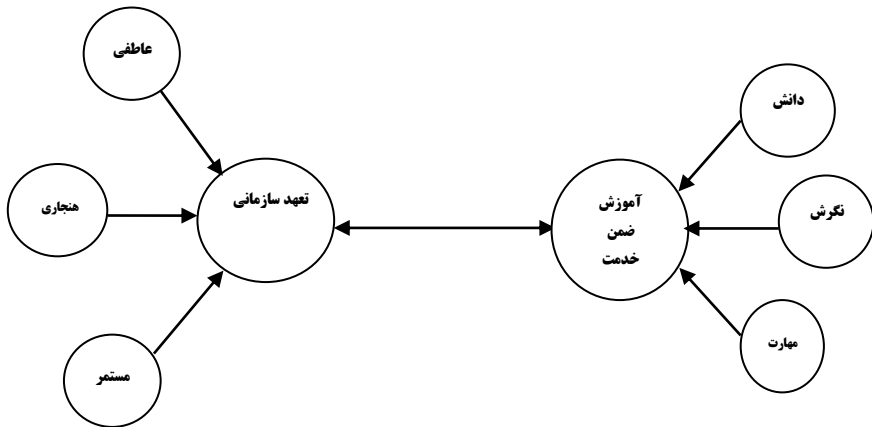 عاطفی
دانش
تعهد سازمانی
هنجاری
آموزش
ضمن
خدمت
نگرش
مستمر
مهارت